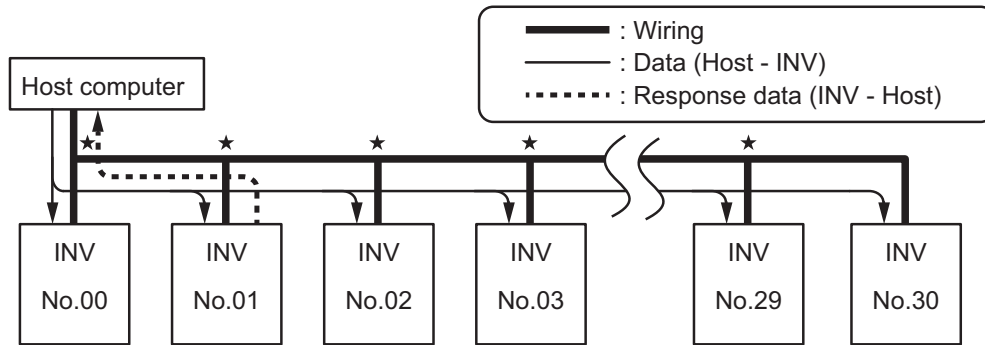 : Wiring
: Data (Host - INV)
: Response data (INV - Host)
Host computer
INV
No.00
INV
No.01
INV
No.02
INV
No.03
INV
No.29
INV
No.30